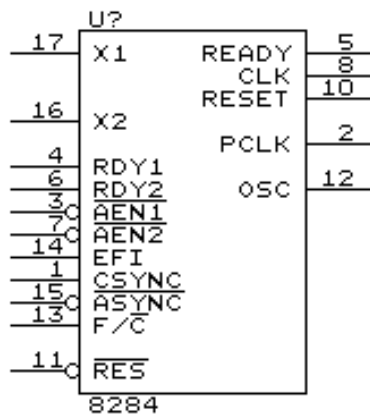 U?
17 X1 READY 5
CLK 8
RESET 10
16 X2
PCLK 2
4 RDY1
6 RDY2 OSC 12
3 AEN1
7 AEN2
14 EFI
1 CSYNC
15 ASYNC
13 F/C
11 RES
8284